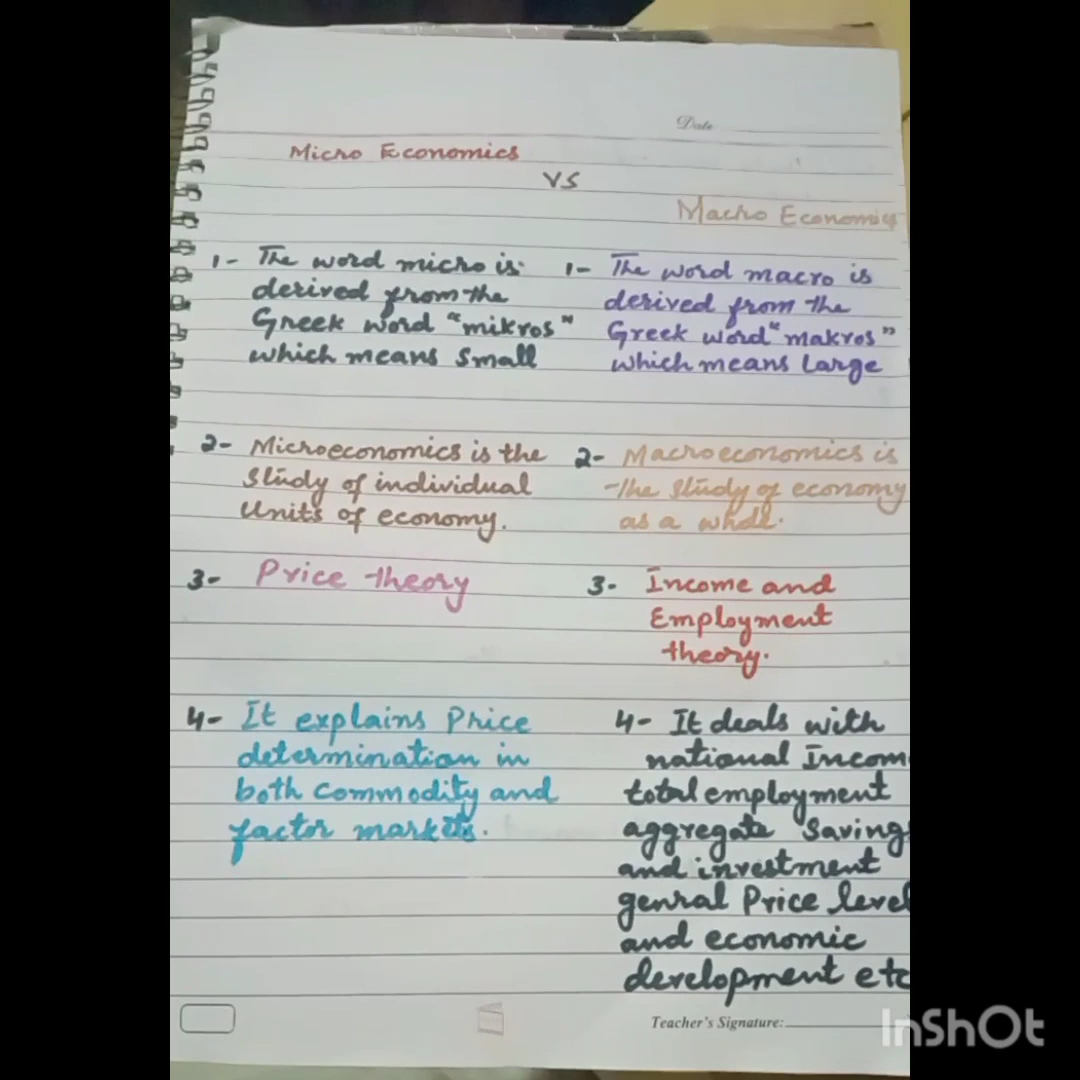 Date
Micro Economics
VS
Macro Economics
1- The word micro is
derived from the
Greek word "mikros"
which means small
1- The word macro is
derived from the
Greek word "makros"
which means large
2- Microeconomics is the
study of individual
units of economy.
2- Macroeconomics is
the study of economy
as a whole.
3- Price theory
3- Income and
Employment
theory.
4- It explains Price
determination in
both commodity and
factor markets.
4- It deals with
national Incom
total employment
aggregate Saving
and investment
genral Price level
and economic
development etc
Teacher's Signature:
InShOt